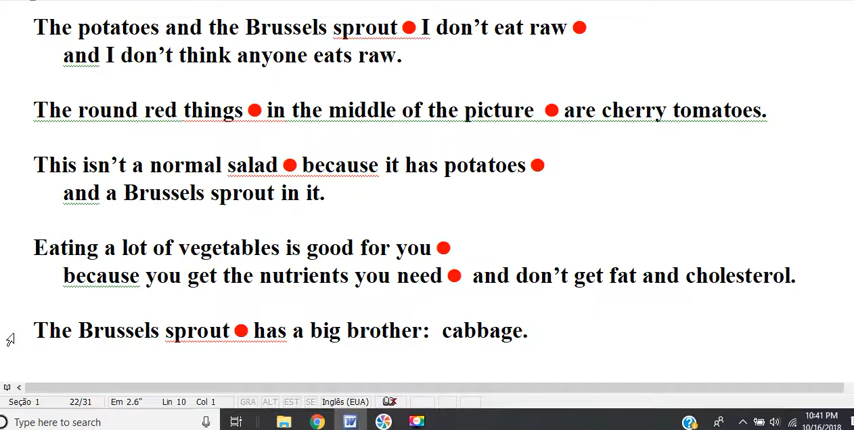 The potatoes and the Brussels sprout ● I don't eat raw ●
and I don't think anyone eats raw.
The round red things ● in the middle of the picture ● are cherry tomatoes.
This isn't a normal salad ● because it has potatoes ●
and a Brussels sprout in it.
Eating a lot of vegetables is good for you ●
because you get the nutrients you need ● and don't get fat and cholesterol.
The Brussels sprout ● has a big brother: cabbage.
Seção 1 22/31 Em 2.6" Lin 10 Col 1 GRA ALT EST SE Inglês (EUA)
Type here to search
10:41 PM
10/16/2018